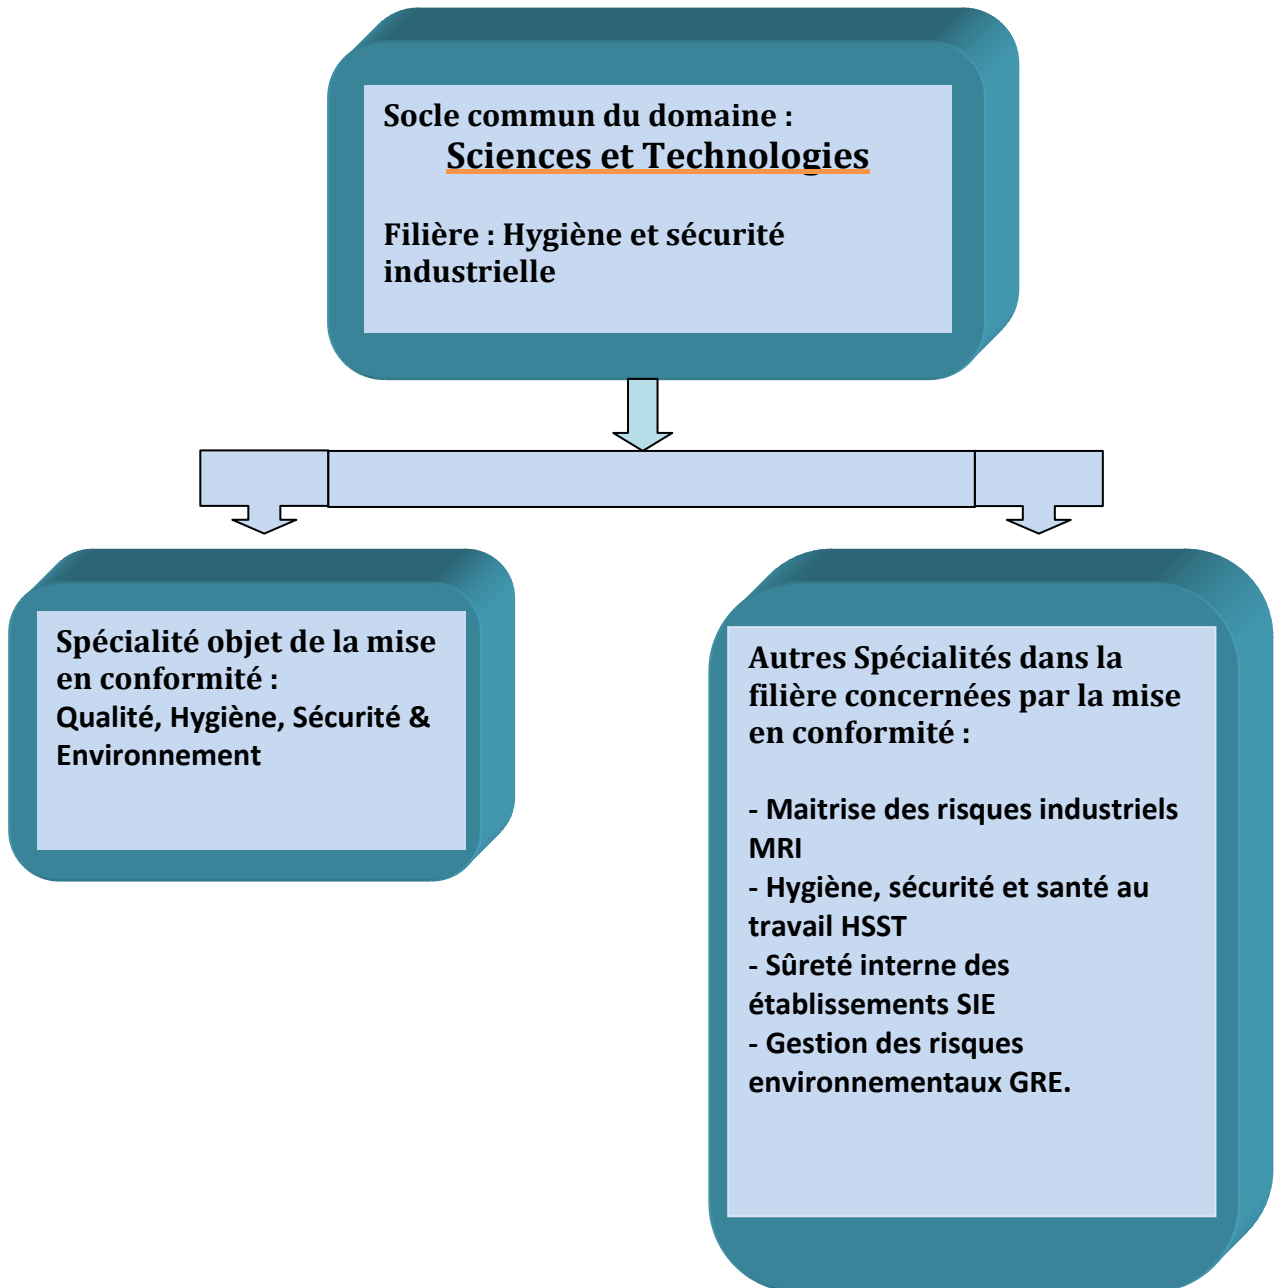 Socle commun du domaine :
Sciences et Technologies
Filière : Hygiène et sécurité
industrielle
Spécialité objet de la mise
en conformité :
Qualité, Hygiène, Sécurité &
Environnement
Autres Spécialités dans la
filière concernées par la mise
en conformité :
- Maitrise des risques industriels
MRI
- Hygiène, sécurité et santé au
travail HSST
- Sûreté interne des
établissements SIE
- Gestion des risques
environnementaux GRE.